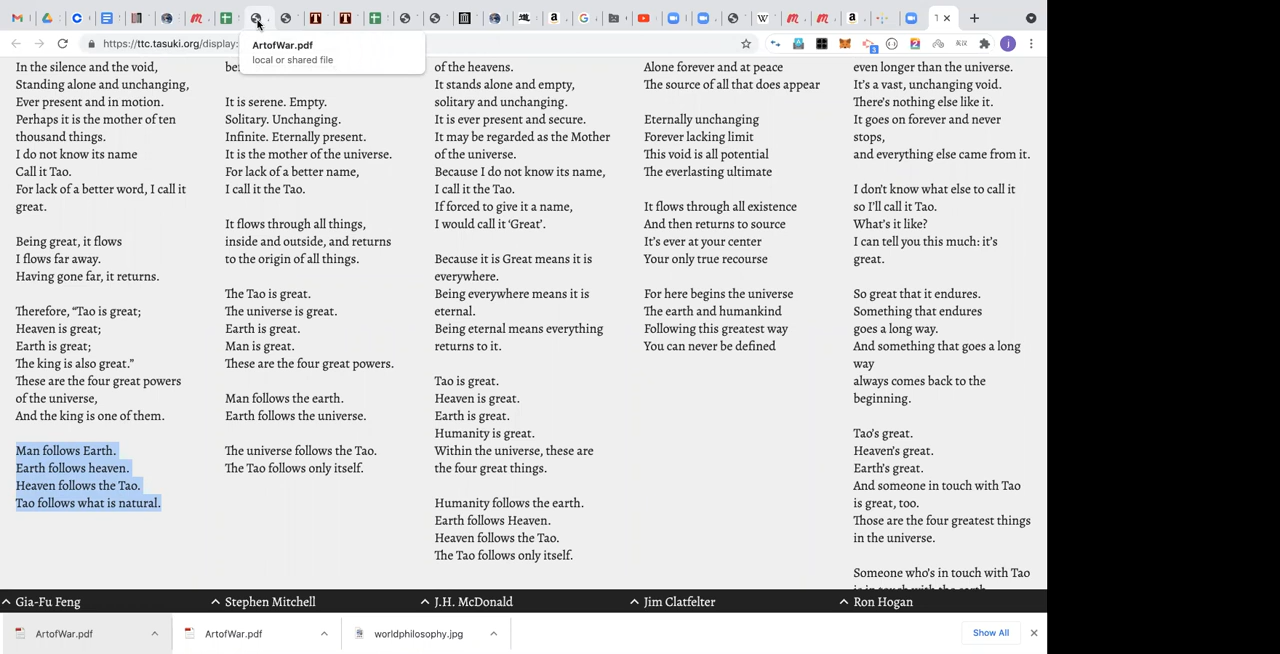 https://ttc.tasuki.org/display:
ArtofWar.pdf
local or shared file
In the silence and the void,
Standing alone and unchanging,
Ever present and in motion.
Perhaps it is the mother of ten
thousand things.
I do not know its name
Call it Tao.
For lack of a better word, I call it
great.
Being great, it flows
I flows far away.
Having gone far, it returns.
Therefore, “Tao is great;
Heaven is great;
Earth is great;
The king is also great.”
These are the four great powers
of the universe,
And the king is one of them.
Man follows Earth.
Earth follows heaven.
Heaven follows the Tao.
Tao follows what is natural.
It is serene. Empty.
Solitary. Unchanging.
Infinite. Eternally present.
It is the mother of the universe.
For lack of a better name,
I call it the Tao.
It flows through all things,
inside and outside, and returns
to the origin of all things.
The Tao is great.
The universe is great.
Earth is great.
Man is great.
These are the four great powers.
Man follows the earth.
Earth follows the universe.
The universe follows the Tao.
The Tao follows only itself.
of the heavens.
It stands alone and empty,
solitary and unchanging.
It is ever present and secure.
It may be regarded as the Mother
of the universe.
Because I do not know its name,
I call it the Tao.
If forced to give it a name,
I would call it ‘Great’.
Because it is Great means it is
everywhere.
Being everywhere means it is
eternal.
Being eternal means everything
returns to it.
Tao is great.
Heaven is great.
Earth is great.
Humanity is great.
Within the universe, these are
the four great things.
Humanity follows the earth.
Earth follows Heaven.
Heaven follows the Tao.
The Tao follows only itself.
Alone forever and at peace
The source of all that does appear
Eternally unchanging
Forever lacking limit
This void is all potential
The everlasting ultimate
It flows through all existence
And then returns to source
It’s ever at your center
Your only true recourse
For here begins the universe
The earth and humankind
Following this greatest way
You can never be defined
even longer than the universe.
It’s a vast, unchanging void.
There’s nothing else like it.
It goes on forever and never
stops,
and everything else came from it.
I don’t know what else to call it
so I’ll call it Tao.
What’s it like?
I can tell you this much: it’s
great.
So great that it endures.
Something that endures
goes a long way.
And something that goes a long
way
always comes back to the
beginning.
Tao’s great.
Heaven’s great.
Earth’s great.
And someone in touch with Tao
is great, too.
Those are the four greatest things
in the universe.
Someone who’s in touch with Tao
Gia-Fu Feng
Stephen Mitchell
J.H. McDonald
Jim Clatfelter
Ron Hogan
ArtofWar.pdf
ArtofWar.pdf
worldphilosophy.jpg
Show All